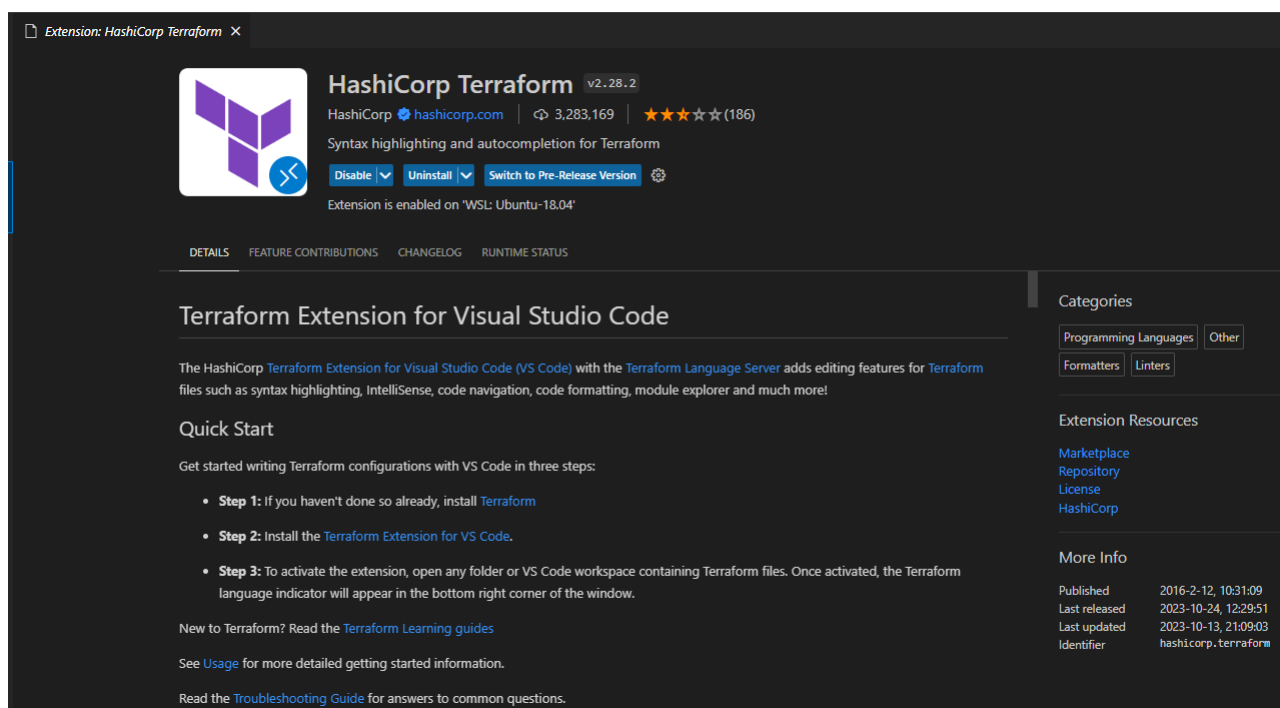 Extension: HashiCorp Terraform
HashiCorp Terraform v2.28.2
HashiCorp hashicorp.com 3,283,169 (186)
Syntax highlighting and autocompletion for Terraform
Disable Uninstall Switch to Pre-Release Version
Extension is enabled on 'WSL: Ubuntu-18.04'
DETAILS FEATURE CONTRIBUTIONS CHANGELOG RUNTIME STATUS
Terraform Extension for Visual Studio Code
The HashiCorp Terraform Extension for Visual Studio Code (VS Code) with the Terraform Language Server adds editing features for Terraform
files such as syntax highlighting, IntelliSense, code navigation, code formatting, module explorer and much more!
Quick Start
Get started writing Terraform configurations with VS Code in three steps:
• Step 1: If you haven't done so already, install Terraform
• Step 2: Install the Terraform Extension for VS Code.
• Step 3: To activate the extension, open any folder or VS Code workspace containing Terraform files. Once activated, the Terraform
language indicator will appear in the bottom right corner of the window.
New to Terraform? Read the Terraform Learning guides
See Usage for more detailed getting started information.
Read the Troubleshooting Guide for answers to common questions.
Categories
Programming Languages Other
Formatters Linters
Extension Resources
Marketplace
Repository
License
HashiCorp
More Info
Published 2016-2-12, 10:31:09
Last released 2023-10-24, 12:29:51
Last updated 2023-10-13, 21:09:03
Identifier hashicorp.terraform